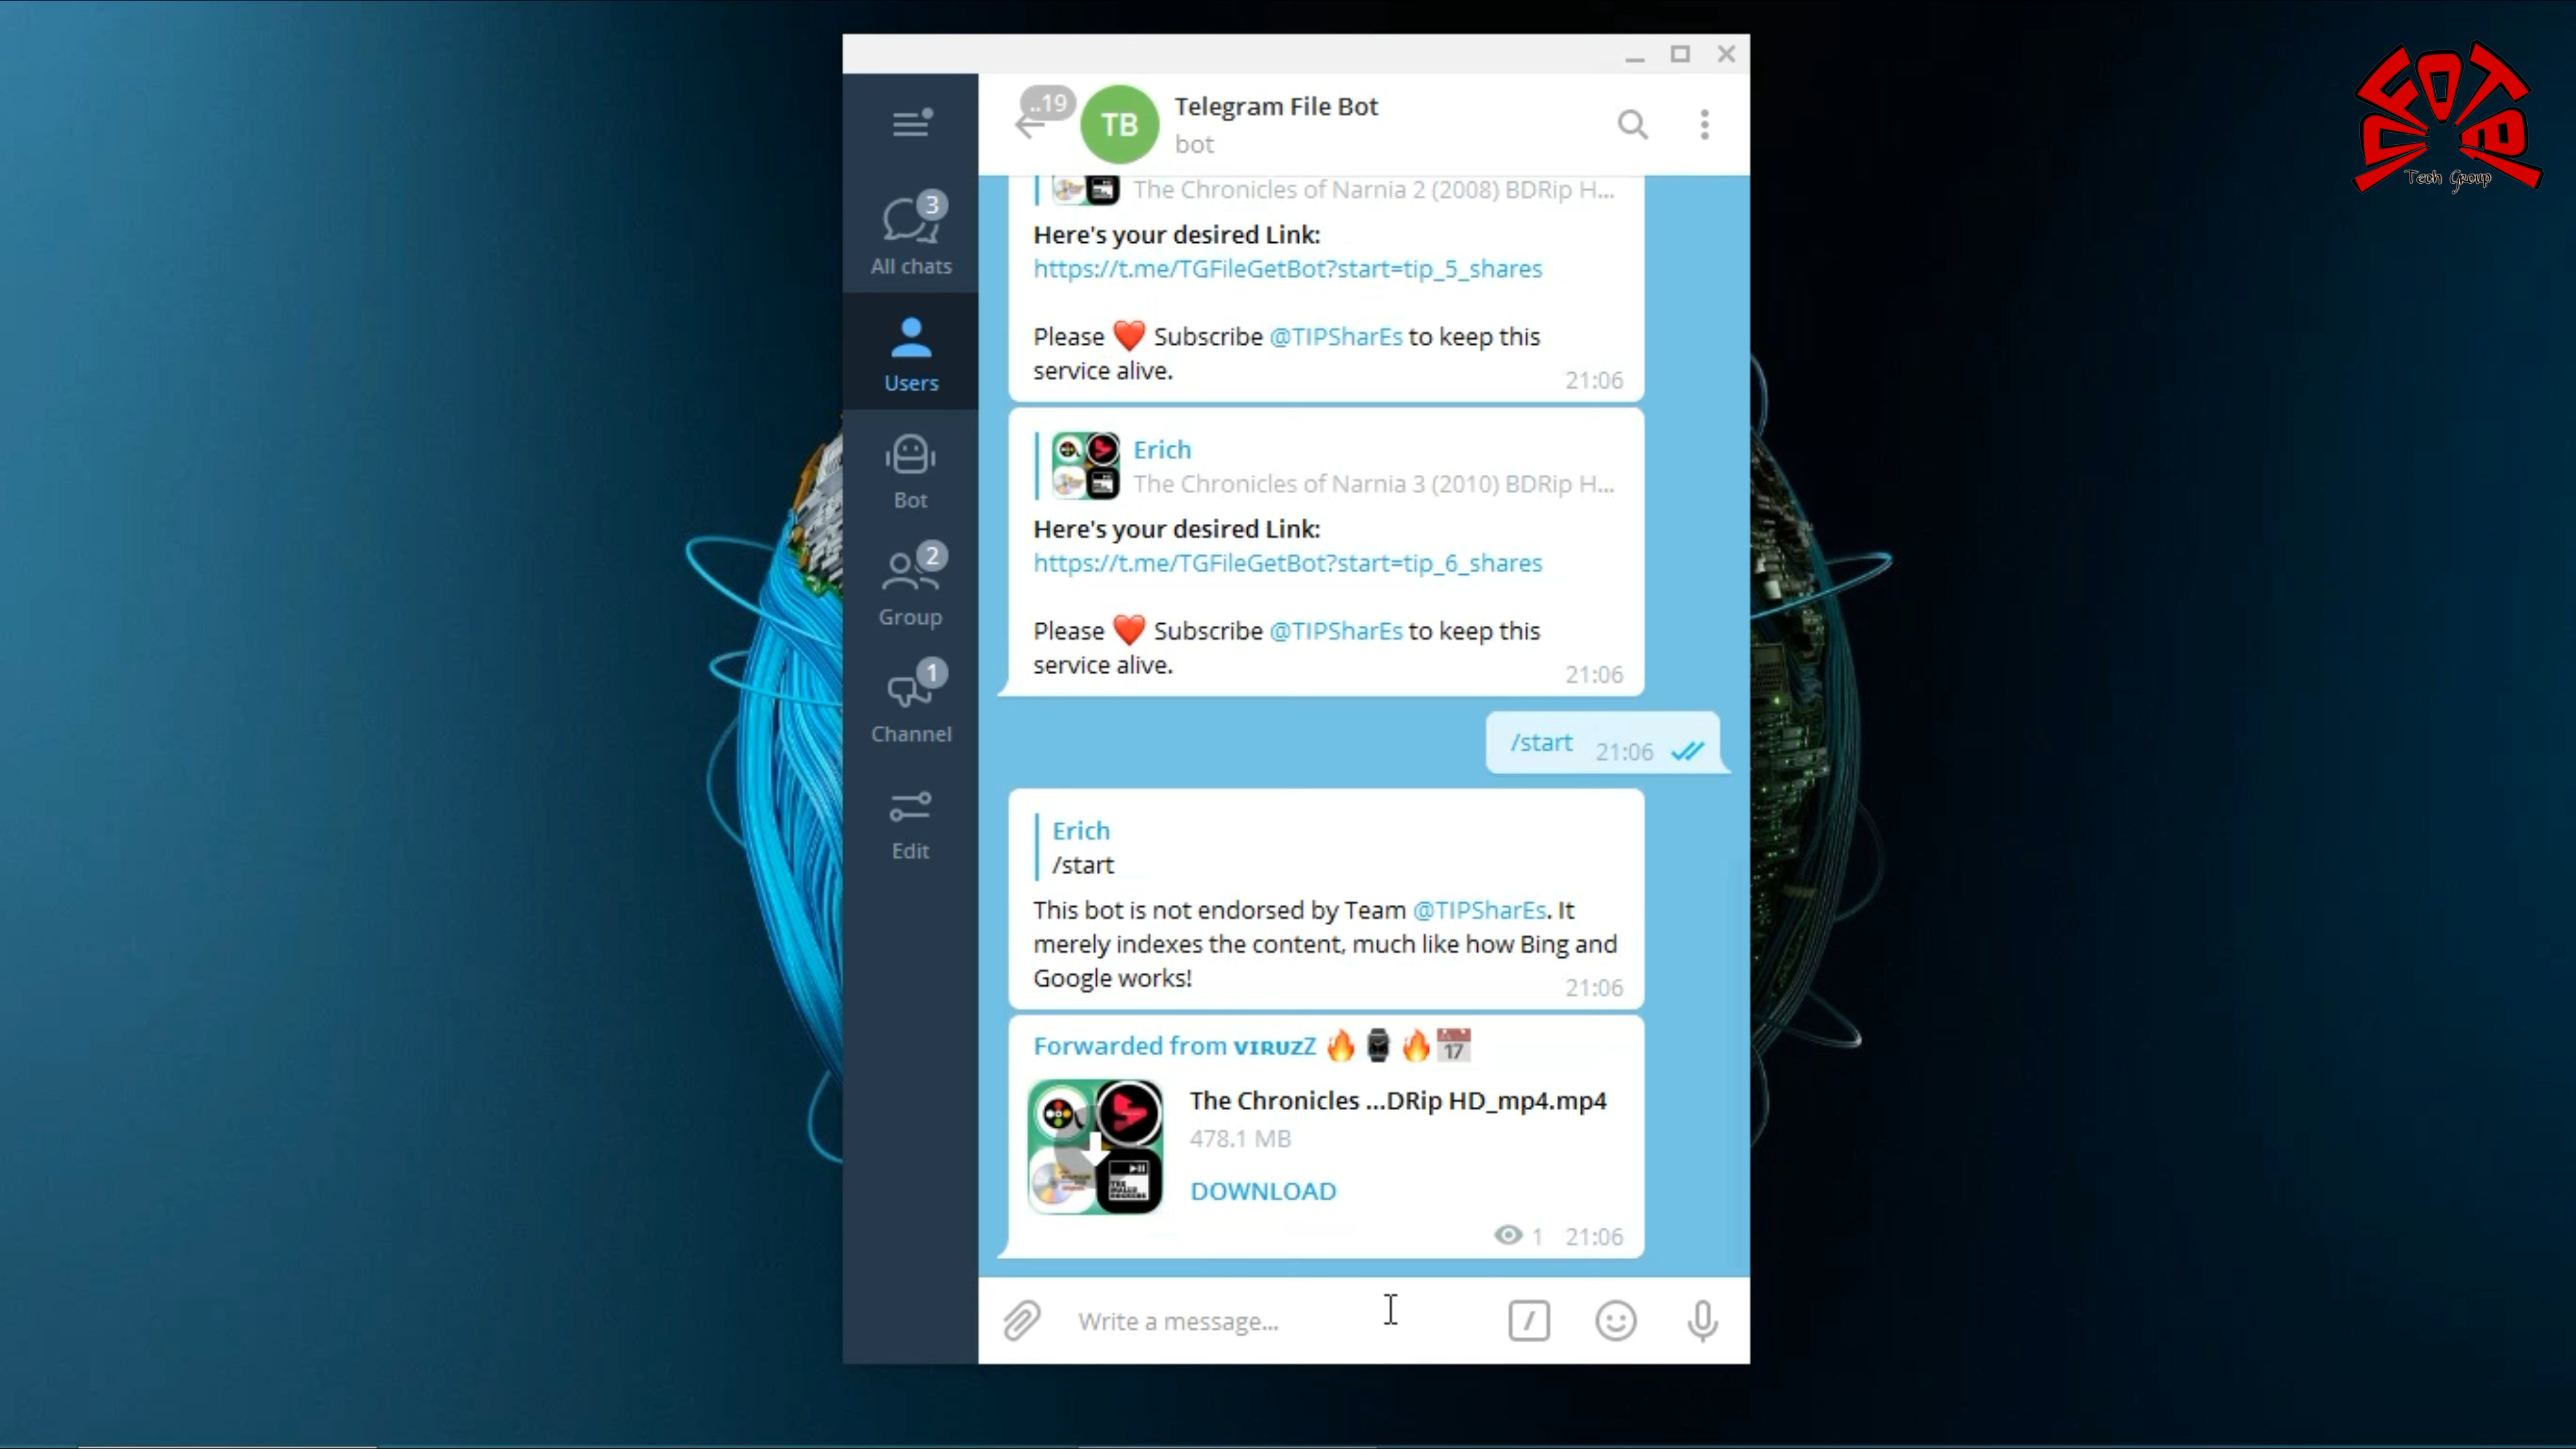 ..19
TB
Telegram File Bot
bot
3
All chats
Users
Bot
2
Group
1
Channel
Edit
The Chronicles of Narnia 2 (2008) BDRip H...
Here's your desired Link:
https://t.me/TGFileGetBot?start=tip_5_shares
Please ❤️ Subscribe @TIPSharEs to keep this
service alive.
21:06
Erich
The Chronicles of Narnia 3 (2010) BDRip H...
Here's your desired Link:
https://t.me/TGFileGetBot?start=tip_6_shares
Please ❤️ Subscribe @TIPSharEs to keep this
service alive.
21:06
/start 21:06
Erich
/start
This bot is not endorsed by Team @TIPSharEs. It
merely indexes the content, much like how Bing and
Google works!
21:06
Forwarded from ᴠɪʀᴜᴢZ 🔥 ⌚ 🔥 📅
The Chronicles ...DRip HD_mp4.mp4
478.1 MB
DOWNLOAD
1 21:06
Write a message...
Tech Group